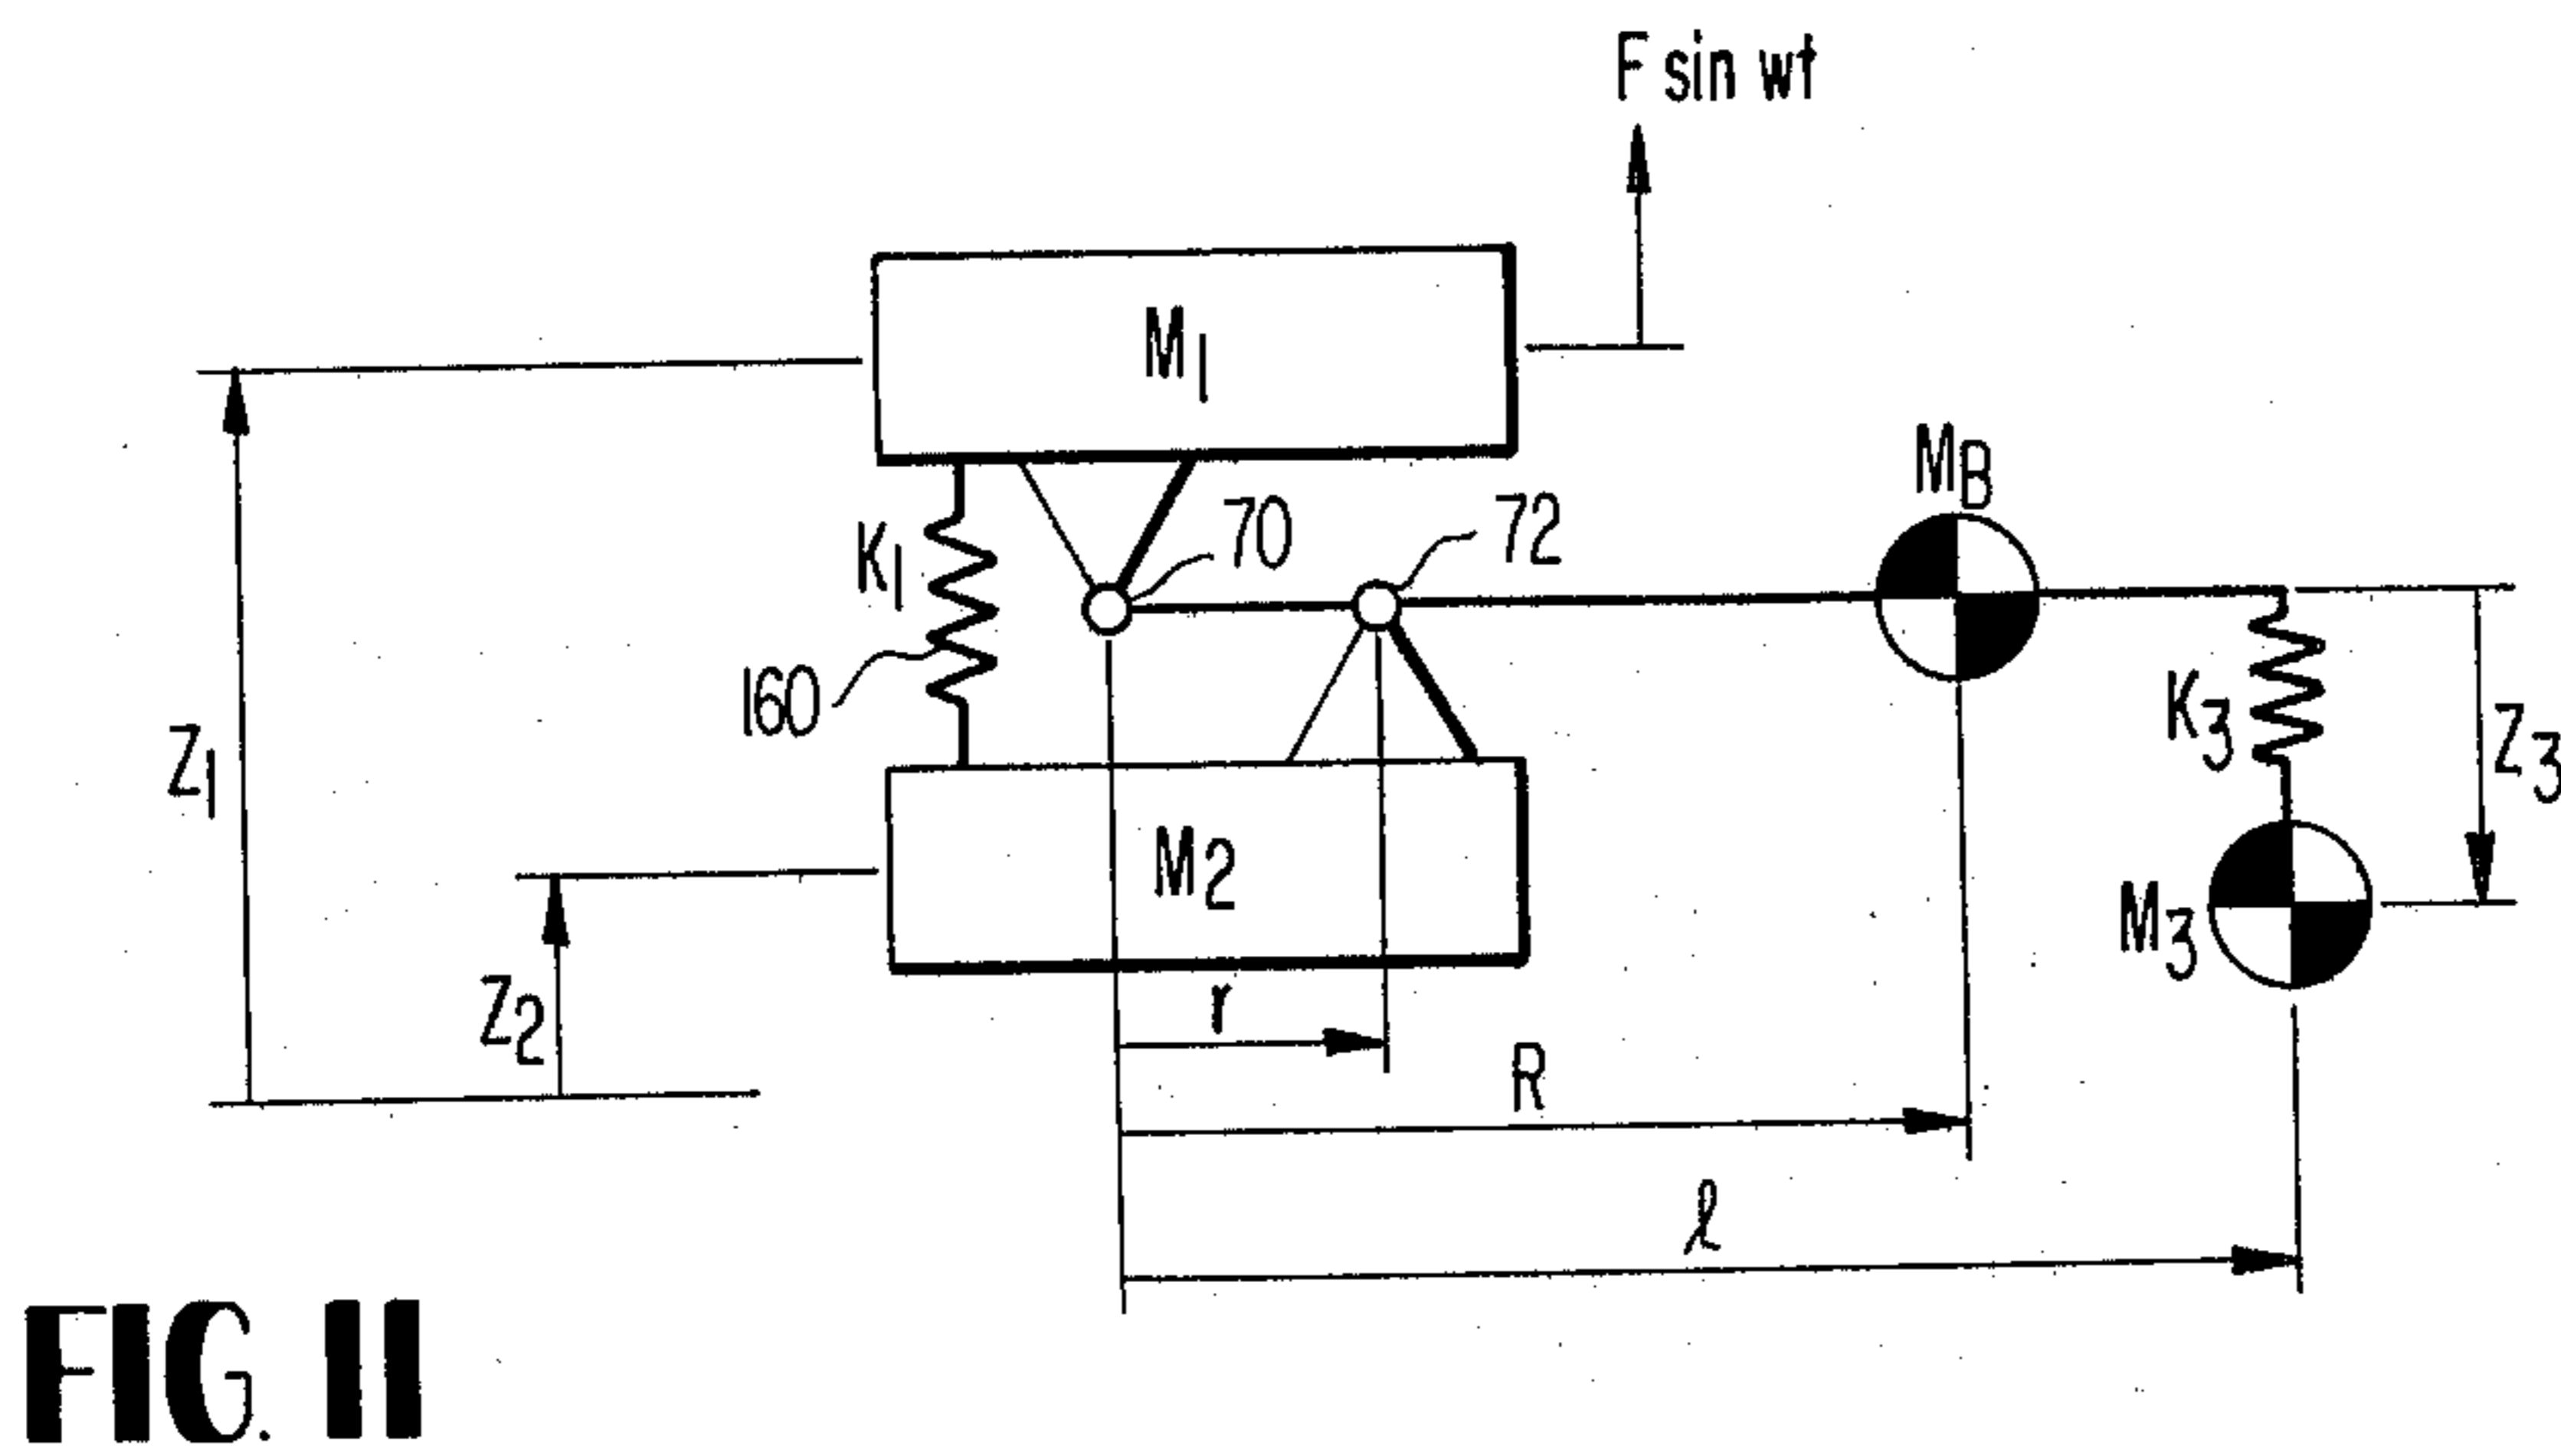 F sin wt
M1
MB
70
72
K1
160
K3
Z3
Z1
M2
M3
Z2
r
R
ℓ
FIG. 11